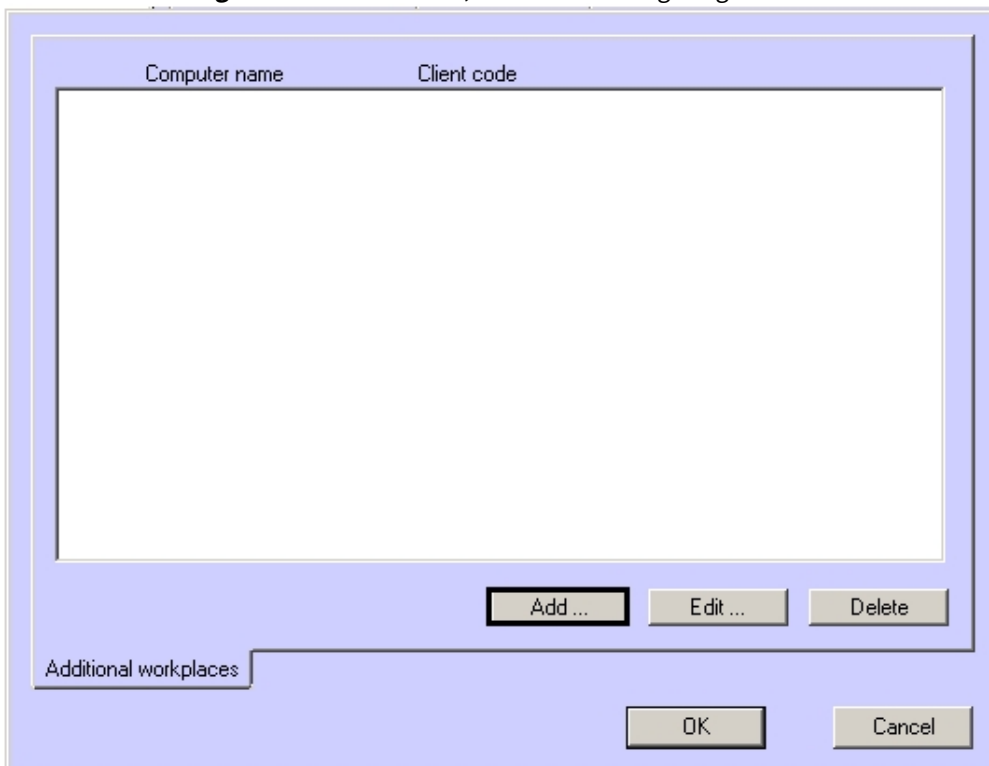 Computer name Client code
Add ... Edit ... Delete
Additional workplaces
OK Cancel